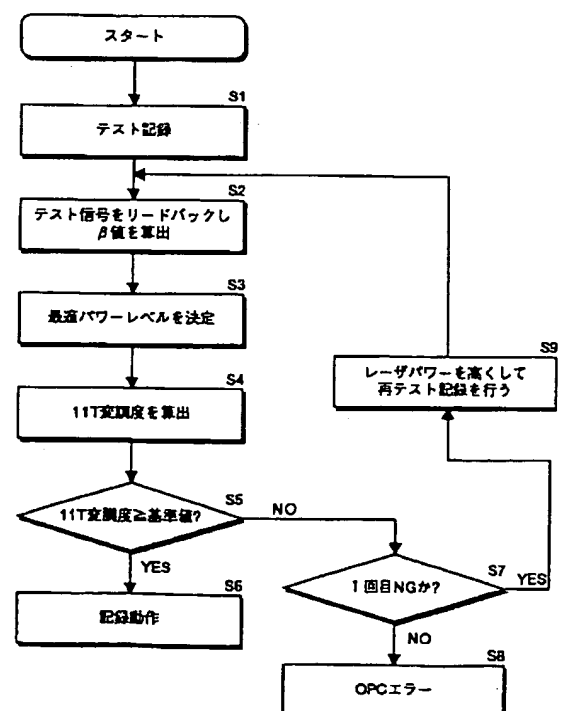 スタート
S1
テスト記録
S2
テスト信号をリードバックし
β値を算出
S3
最適パワーレベルを決定
S4
11T変調度を算出
S5
11T変調度≧基準値?
NO
YES
S6
記録動作
S7
1回目NGか?
YES
NO
S8
OPCエラー
S9
レーザパワーを高くして
再テスト記録を行う